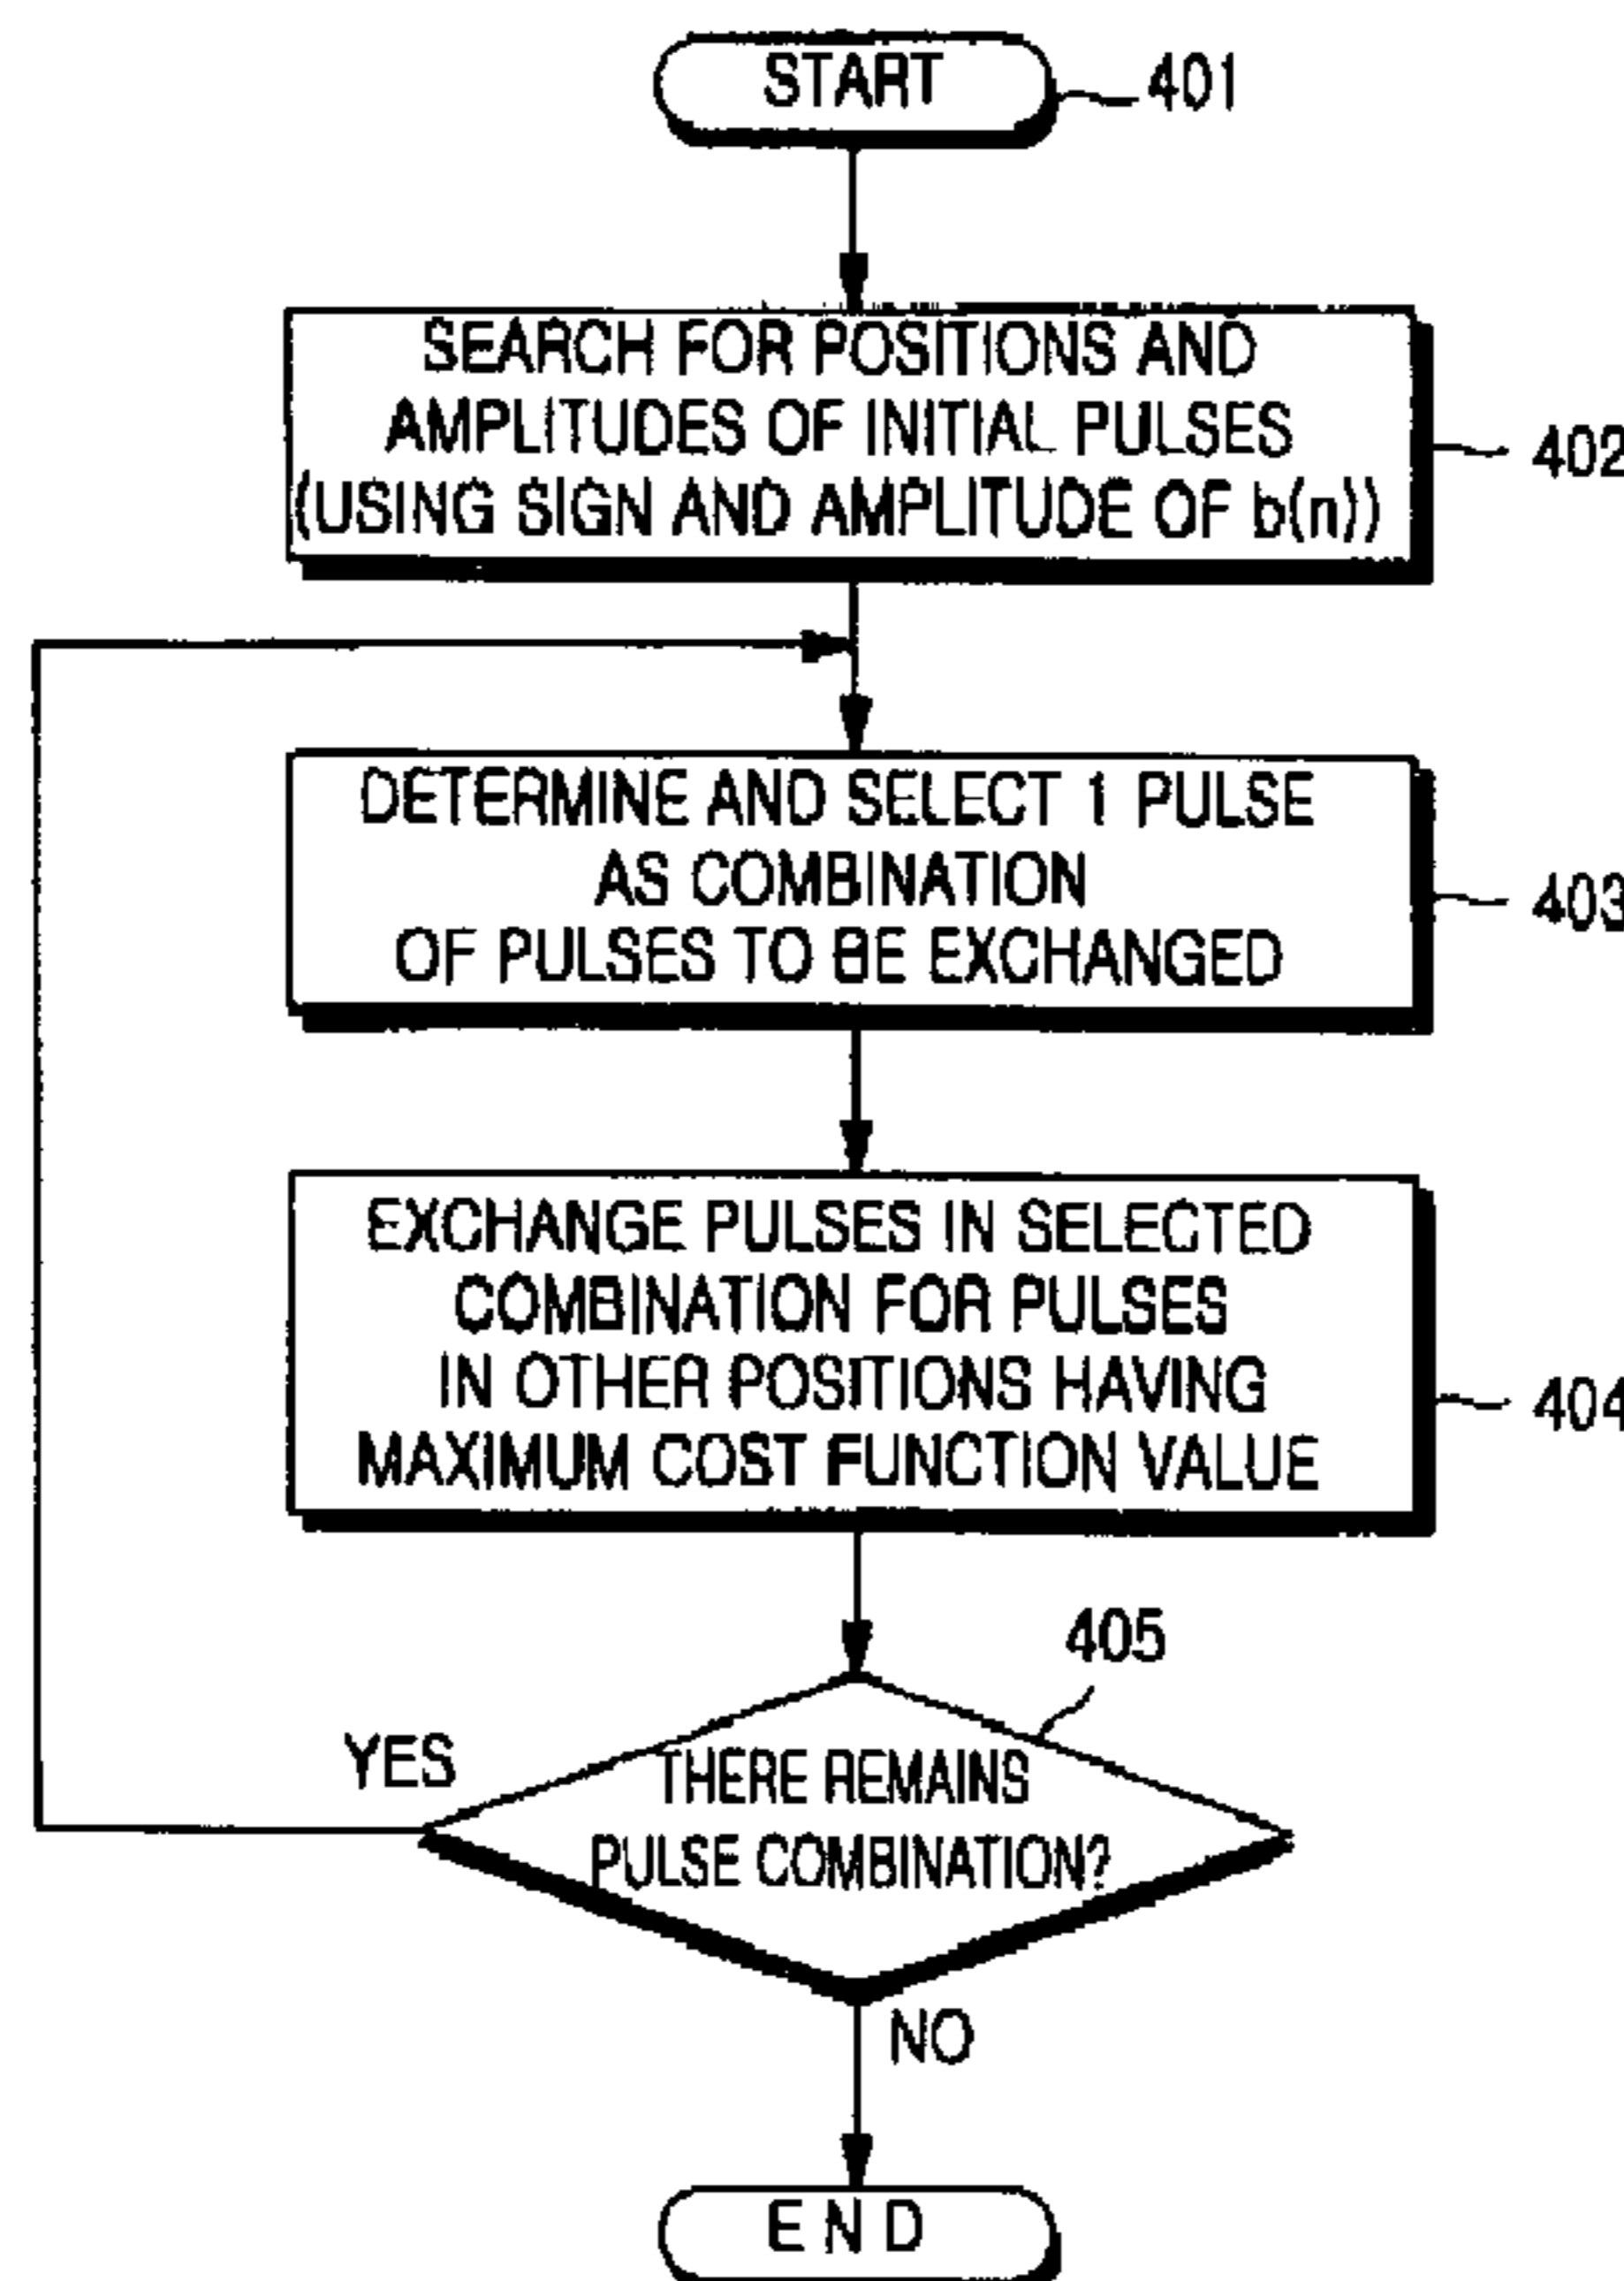 START
401
SEARCH FOR POSITIONS AND
AMPLITUDES OF INITIAL PULSES
(USING SIGN AND AMPLITUDE OF b(n))
402
DETERMINE AND SELECT 1 PULSE
AS COMBINATION
OF PULSES TO BE EXCHANGED
403
EXCHANGE PULSES IN SELECTED
COMBINATION FOR PULSES
IN OTHER POSITIONS HAVING
MAXIMUM COST FUNCTION VALUE
404
405
YES
THERE REMAINS
PULSE COMBINATION?
NO
END